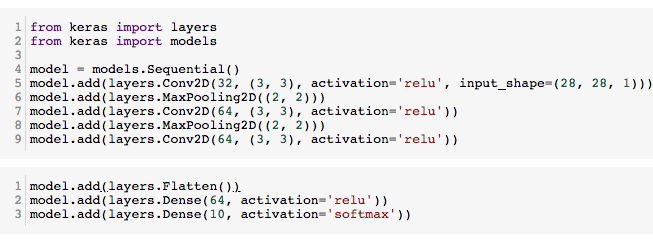 1 from keras import layers
2 from keras import models
3
4 model = models.Sequential()
5 model.add(layers.Conv2D(32, (3, 3), activation='relu', input_shape=(28, 28, 1)))
6 model.add(layers.MaxPooling2D((2, 2)))
7 model.add(layers.Conv2D(64, (3, 3), activation='relu'))
8 model.add(layers.MaxPooling2D((2, 2)))
9 model.add(layers.Conv2D(64, (3, 3), activation='relu'))
1 model.add(layers.Flatten())
2 model.add(layers.Dense(64, activation='relu'))
3 model.add(layers.Dense(10, activation='softmax'))